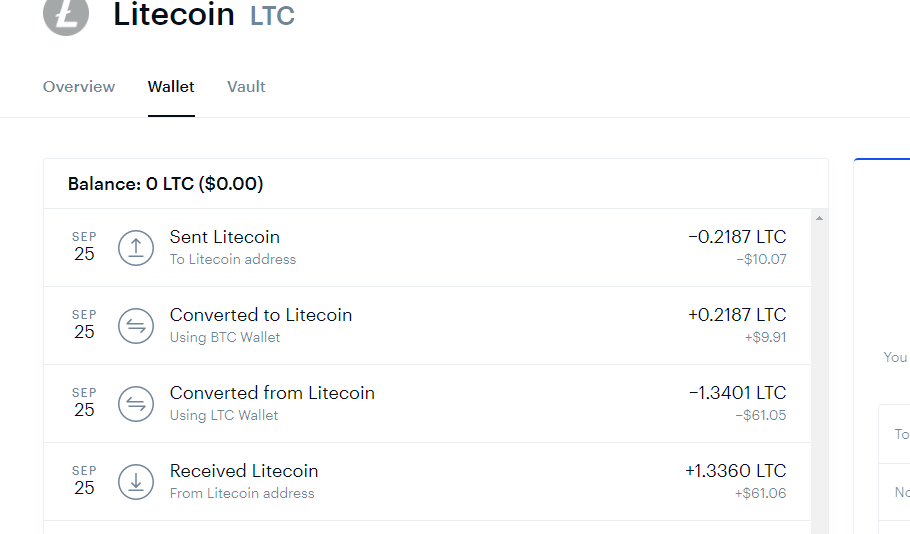 Litecoin LTC
Overview Wallet Vault
Balance: 0 LTC ($0.00)
SEP
25
Sent Litecoin
To Litecoin address
−0.2187 LTC
−$10.07
SEP
25
Converted to Litecoin
Using BTC Wallet
+0.2187 LTC
+$9.91
SEP
25
Converted from Litecoin
Using LTC Wallet
−1.3401 LTC
−$61.05
SEP
25
Received Litecoin
From Litecoin address
+1.3360 LTC
+$61.06
You
To